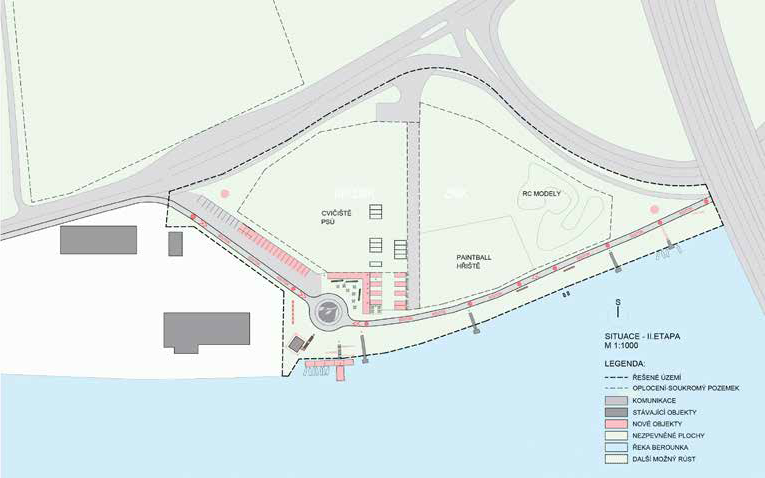 RC MODELY
CVIČIŠTĚ
PSŮ
PAINTBALL
HŘIŠTĚ
S
SITUACE - II.ETAPA
M 1:1000
LEGENDA:
ŘEŠENÉ ÚZEMÍ
OPLOCENÍ-SOUKROMÝ POZEMEK
KOMUNIKACE
STÁVAJÍCÍ OBJEKTY
NOVÉ OBJEKTY
NEZPEVNĚNÉ PLOCHY
ŘEKA BEROUNKA
DALŠÍ MOŽNÝ RŮST